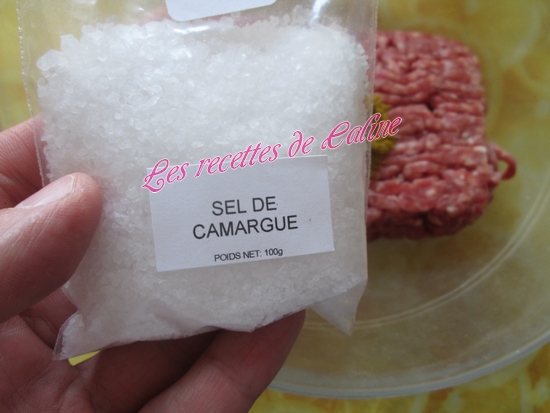 Les recettes de Caline
SEL DE
CAMARGUE
POIDS NET: 100g